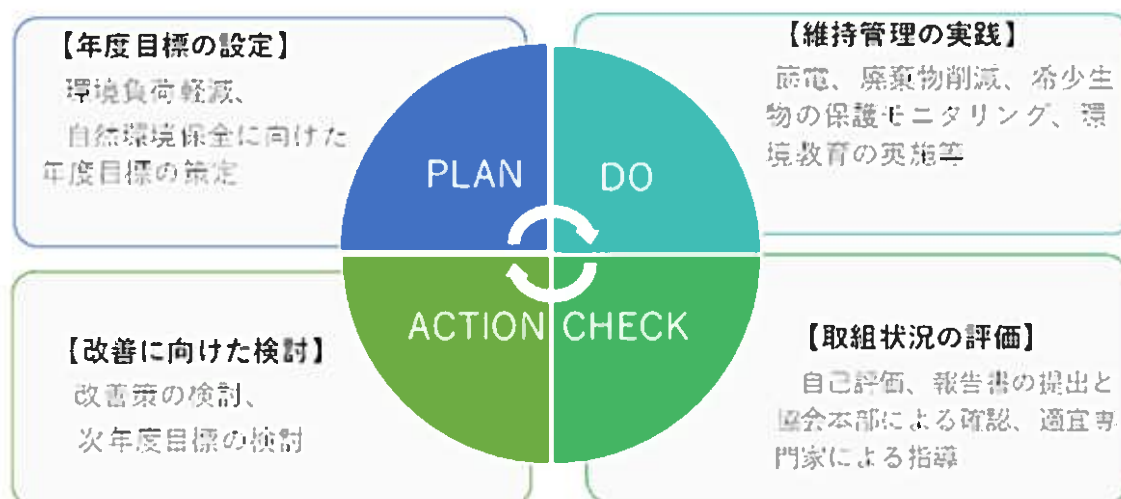 【年度目標の設定】
環境負荷軽減、
自然環境保全に向けた
年度目標の策定
PLAN
【維持管理の実践】
節電、廃棄物削減、希少生
物の保護モニタリング、環
境教育の実施等
DO
【改善に向けた検討】
改善策の検討、
次年度目標の検討
ACTION
CHECK
【取組状況の評価】
自己評価、報告書の提出と
協会本部による確認、適宜専
門家による指導